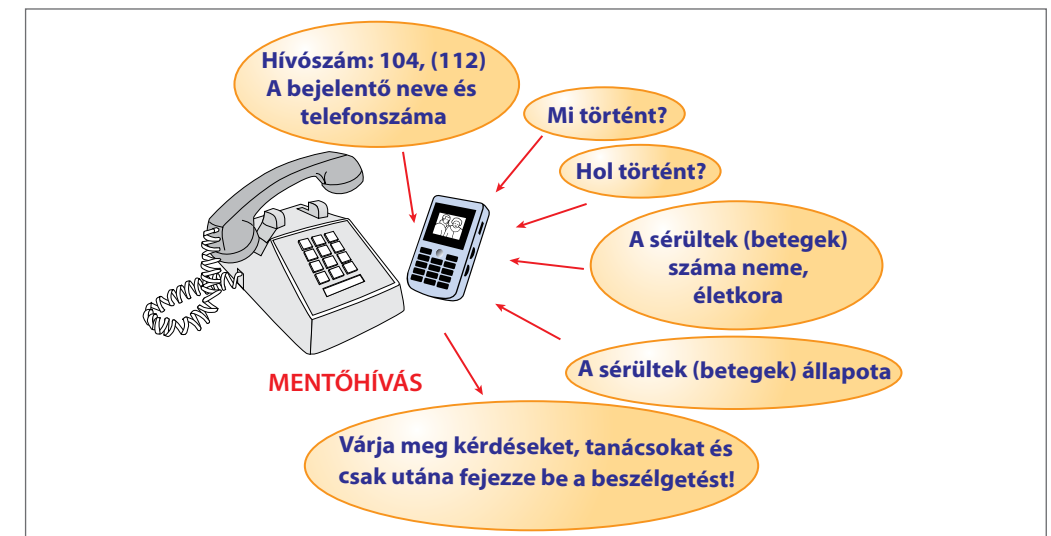 Hívószám: 104, (112)
A bejelentő neve és
telefonszáma
Mi történt?
Hol történt?
A sérültek (betegek)
száma neme,
életkora
A sérültek (betegek) állapota
MENTŐHÍVÁS
Várja meg kérdéseket, tanácsokat és
csak utána fejezze be a beszélgetést!